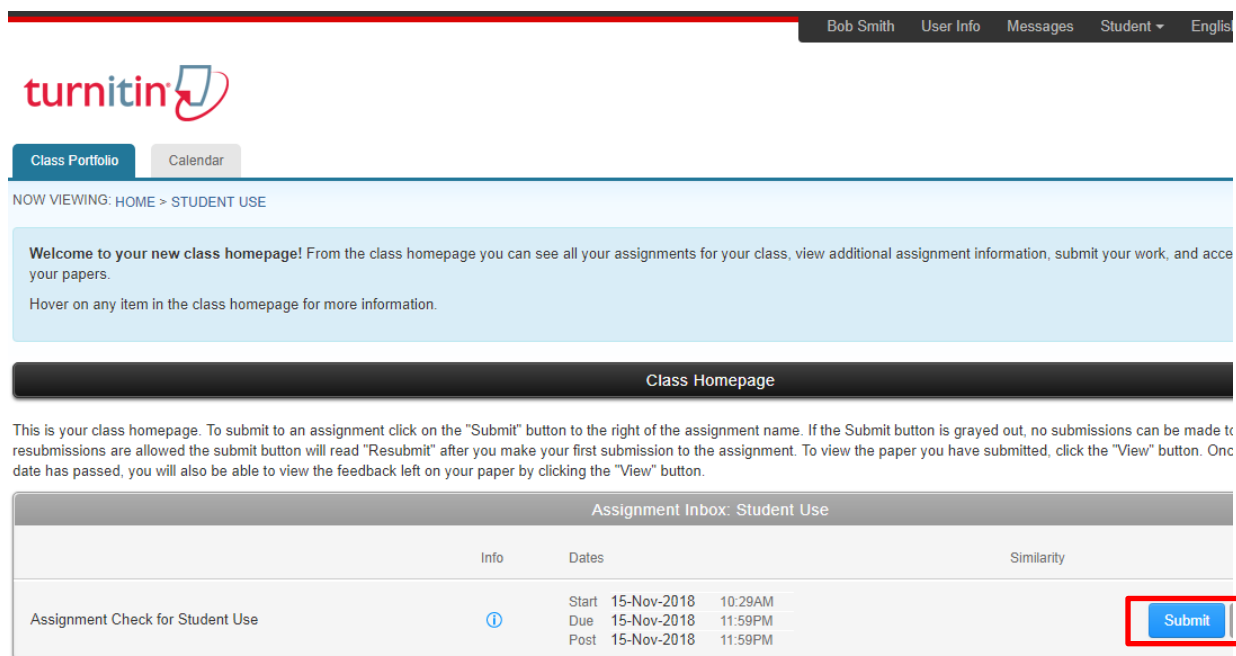 Bob Smith User Info Messages Student English
turnitin
Class Portfolio Calendar
NOW VIEWING: HOME > STUDENT USE
Welcome to your new class homepage! From the class homepage you can see all your assignments for your class, view additional assignment information, submit your work, and acce
your papers.
Hover on any item in the class homepage for more information.
Class Homepage
This is your class homepage. To submit to an assignment click on the "Submit" button to the right of the assignment name. If the Submit button is grayed out, no submissions can be made to
resubmissions are allowed the submit button will read "Resubmit" after you make your first submission to the assignment. To view the paper you have submitted, click the "View" button. Onc
date has passed, you will also be able to view the feedback left on your paper by clicking the "View" button.
Assignment Inbox: Student Use
Info Dates Similarity
Assignment Check for Student Use
Start 15-Nov-2018 10:29AM
Due 15-Nov-2018 11:59PM
Post 15-Nov-2018 11:59PM
Submit